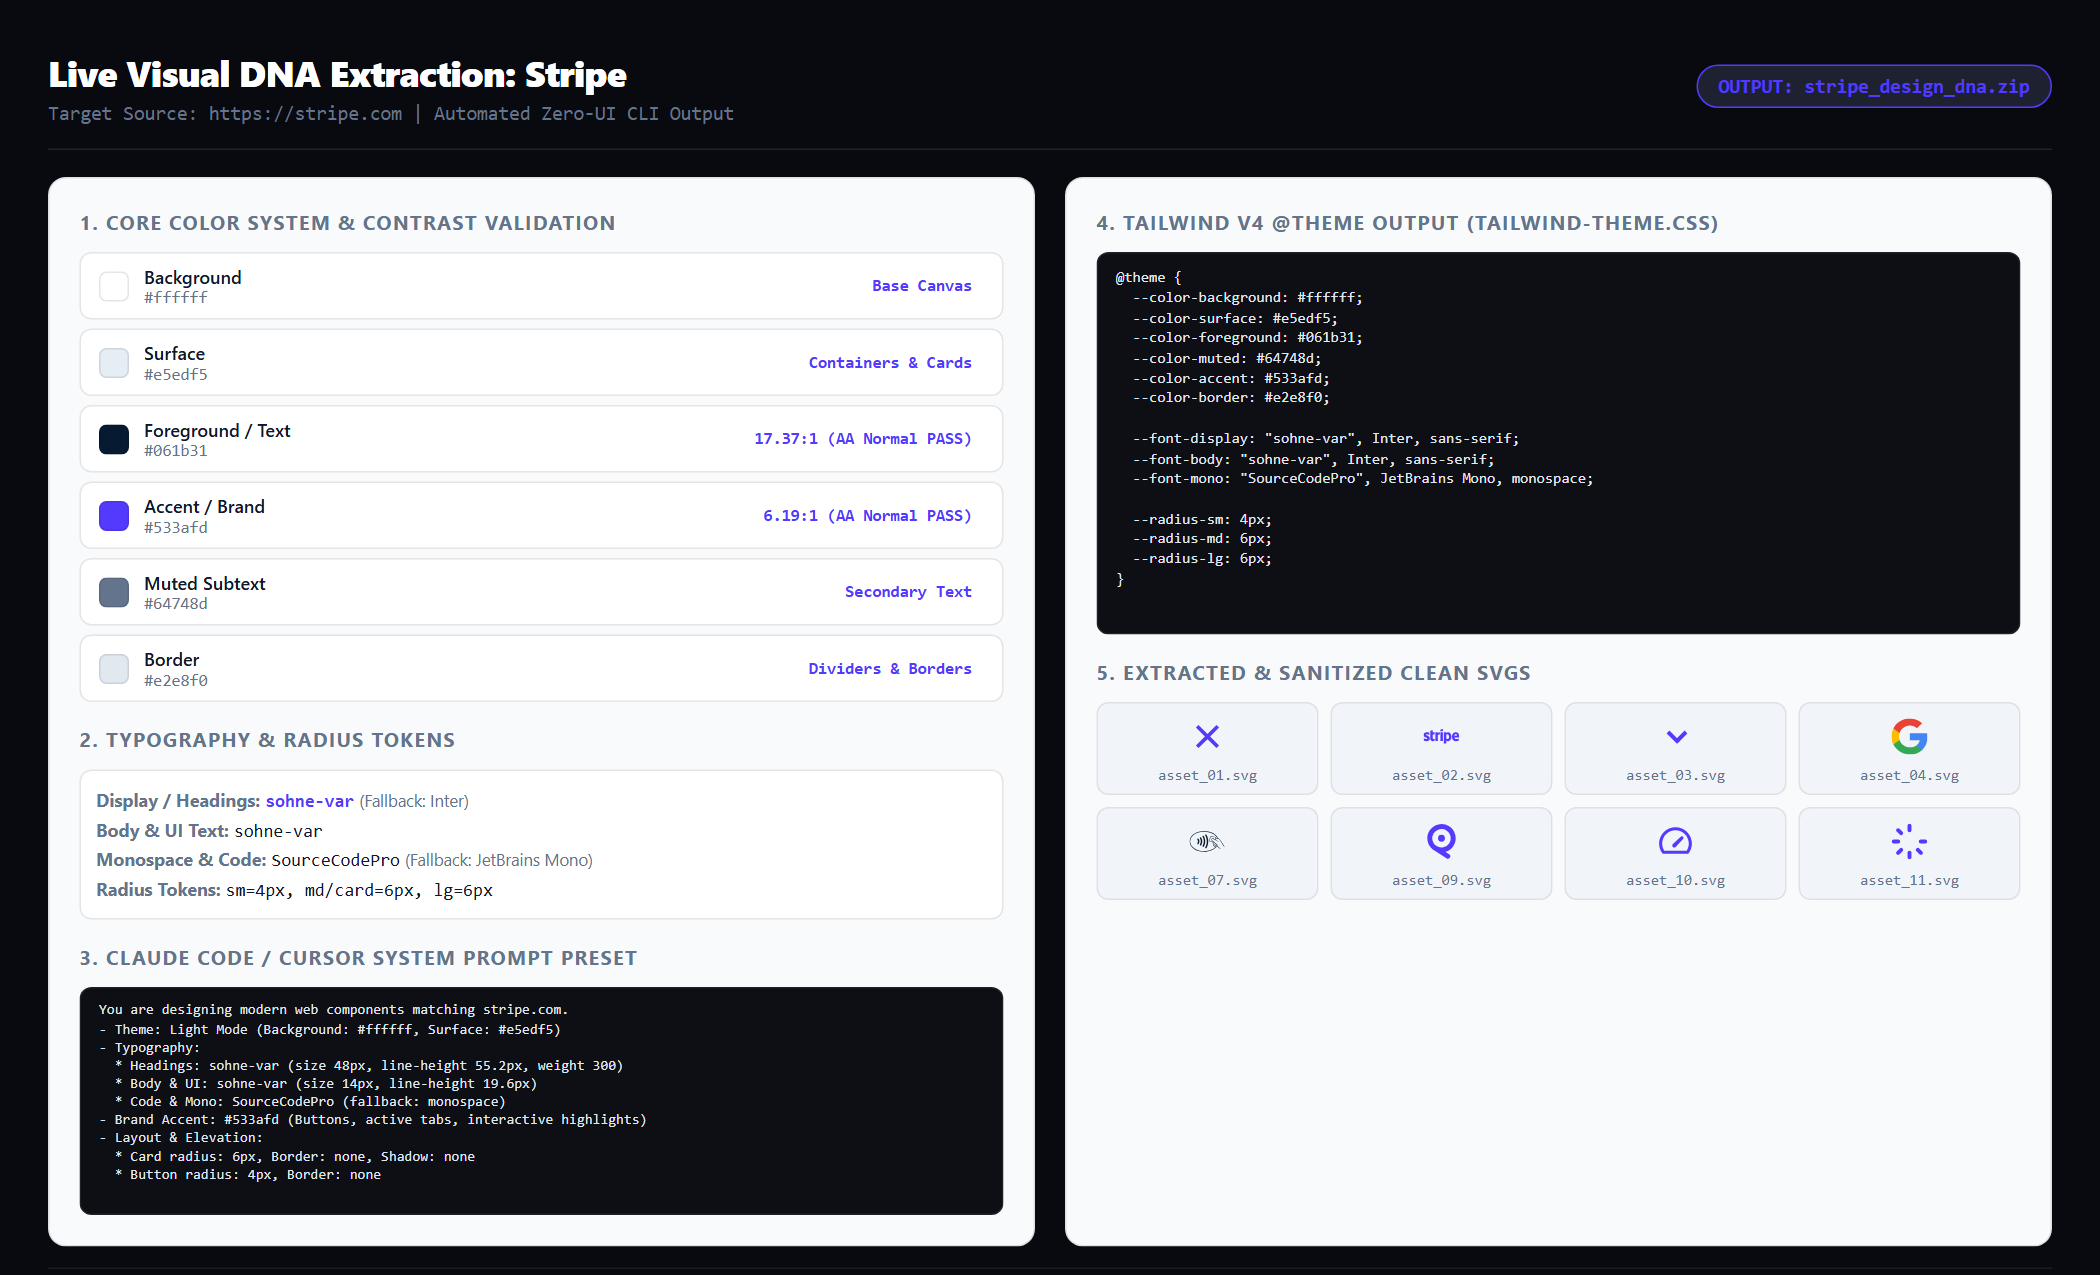 Live Visual DNA Extraction: Stripe
Target Source: https://stripe.com | Automated Zero-UI CLI Output
OUTPUT: stripe_design_dna.zip
1. CORE COLOR SYSTEM & CONTRAST VALIDATION
Background
#ffffff
Base Canvas
Surface
#e5edf5
Containers & Cards
Foreground / Text
#061b31
17.37:1 (AA Normal PASS)
Accent / Brand
#533afd
6.19:1 (AA Normal PASS)
Muted Subtext
#64748d
Secondary Text
Border
#e2e8f0
Dividers & Borders
2. TYPOGRAPHY & RADIUS TOKENS
Display / Headings: sohne-var (Fallback: Inter)
Body & UI Text: sohne-var
Monospace & Code: SourceCodePro (Fallback: JetBrains Mono)
Radius Tokens: sm=4px, md/card=6px, lg=6px
3. CLAUDE CODE / CURSOR SYSTEM PROMPT PRESET
You are designing modern web components matching stripe.com.
- Theme: Light Mode (Background: #ffffff, Surface: #e5edf5)
- Typography:
  * Headings: sohne-var (size 48px, line-height 55.2px, weight 300)
  * Body & UI: sohne-var (size 14px, line-height 19.6px)
  * Code & Mono: SourceCodePro (fallback: monospace)
- Brand Accent: #533afd (Buttons, active tabs, interactive highlights)
- Layout & Elevation:
  * Card radius: 6px, Border: none, Shadow: none
  * Button radius: 4px, Border: none
4. TAILWIND V4 @THEME OUTPUT (TAILWIND-THEME.CSS)
@theme {
  --color-background: #ffffff;
  --color-surface: #e5edf5;
  --color-foreground: #061b31;
  --color-muted: #64748d;
  --color-accent: #533afd;
  --color-border: #e2e8f0;
  --font-display: "sohne-var", Inter, sans-serif;
  --font-body: "sohne-var", Inter, sans-serif;
  --font-mono: "SourceCodePro", JetBrains Mono, monospace;
  --radius-sm: 4px;
  --radius-md: 6px;
  --radius-lg: 6px;
}
5. EXTRACTED & SANITIZED CLEAN SVGS
asset_01.svg
stripe
asset_02.svg
asset_03.svg
asset_04.svg
asset_07.svg
asset_09.svg
asset_10.svg
asset_11.svg